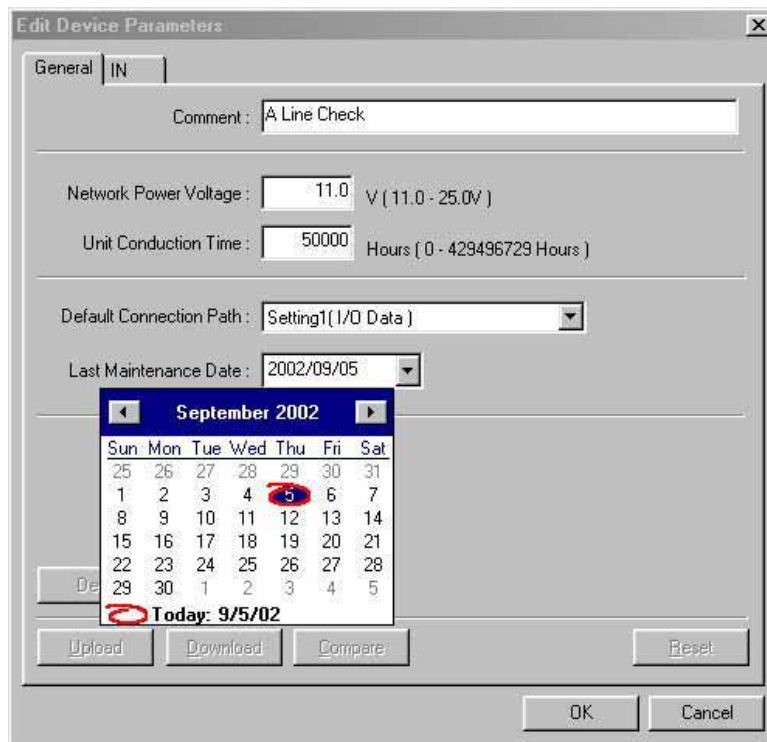 Edit Device Parameters
General IN
Comment : A Line Check
Network Power Voltage : 11.0 V ( 11.0 - 25.0V )
Unit Conduction Time : 50000 Hours ( 0 - 429496729 Hours )
Default Connection Path : Setting1( I/O Data )
Last Maintenance Date : 2002/09/05
September 2002
Sun Mon Tue Wed Thu Fri Sat
25 26 27 28 29 30 31
1 2 3 4 5 6 7
8 9 10 11 12 13 14
15 16 17 18 19 20 21
22 23 24 25 26 27 28
De
29 30 1 2 3 4 5
Today: 9/5/02
Upload Download Compare Reset
OK Cancel